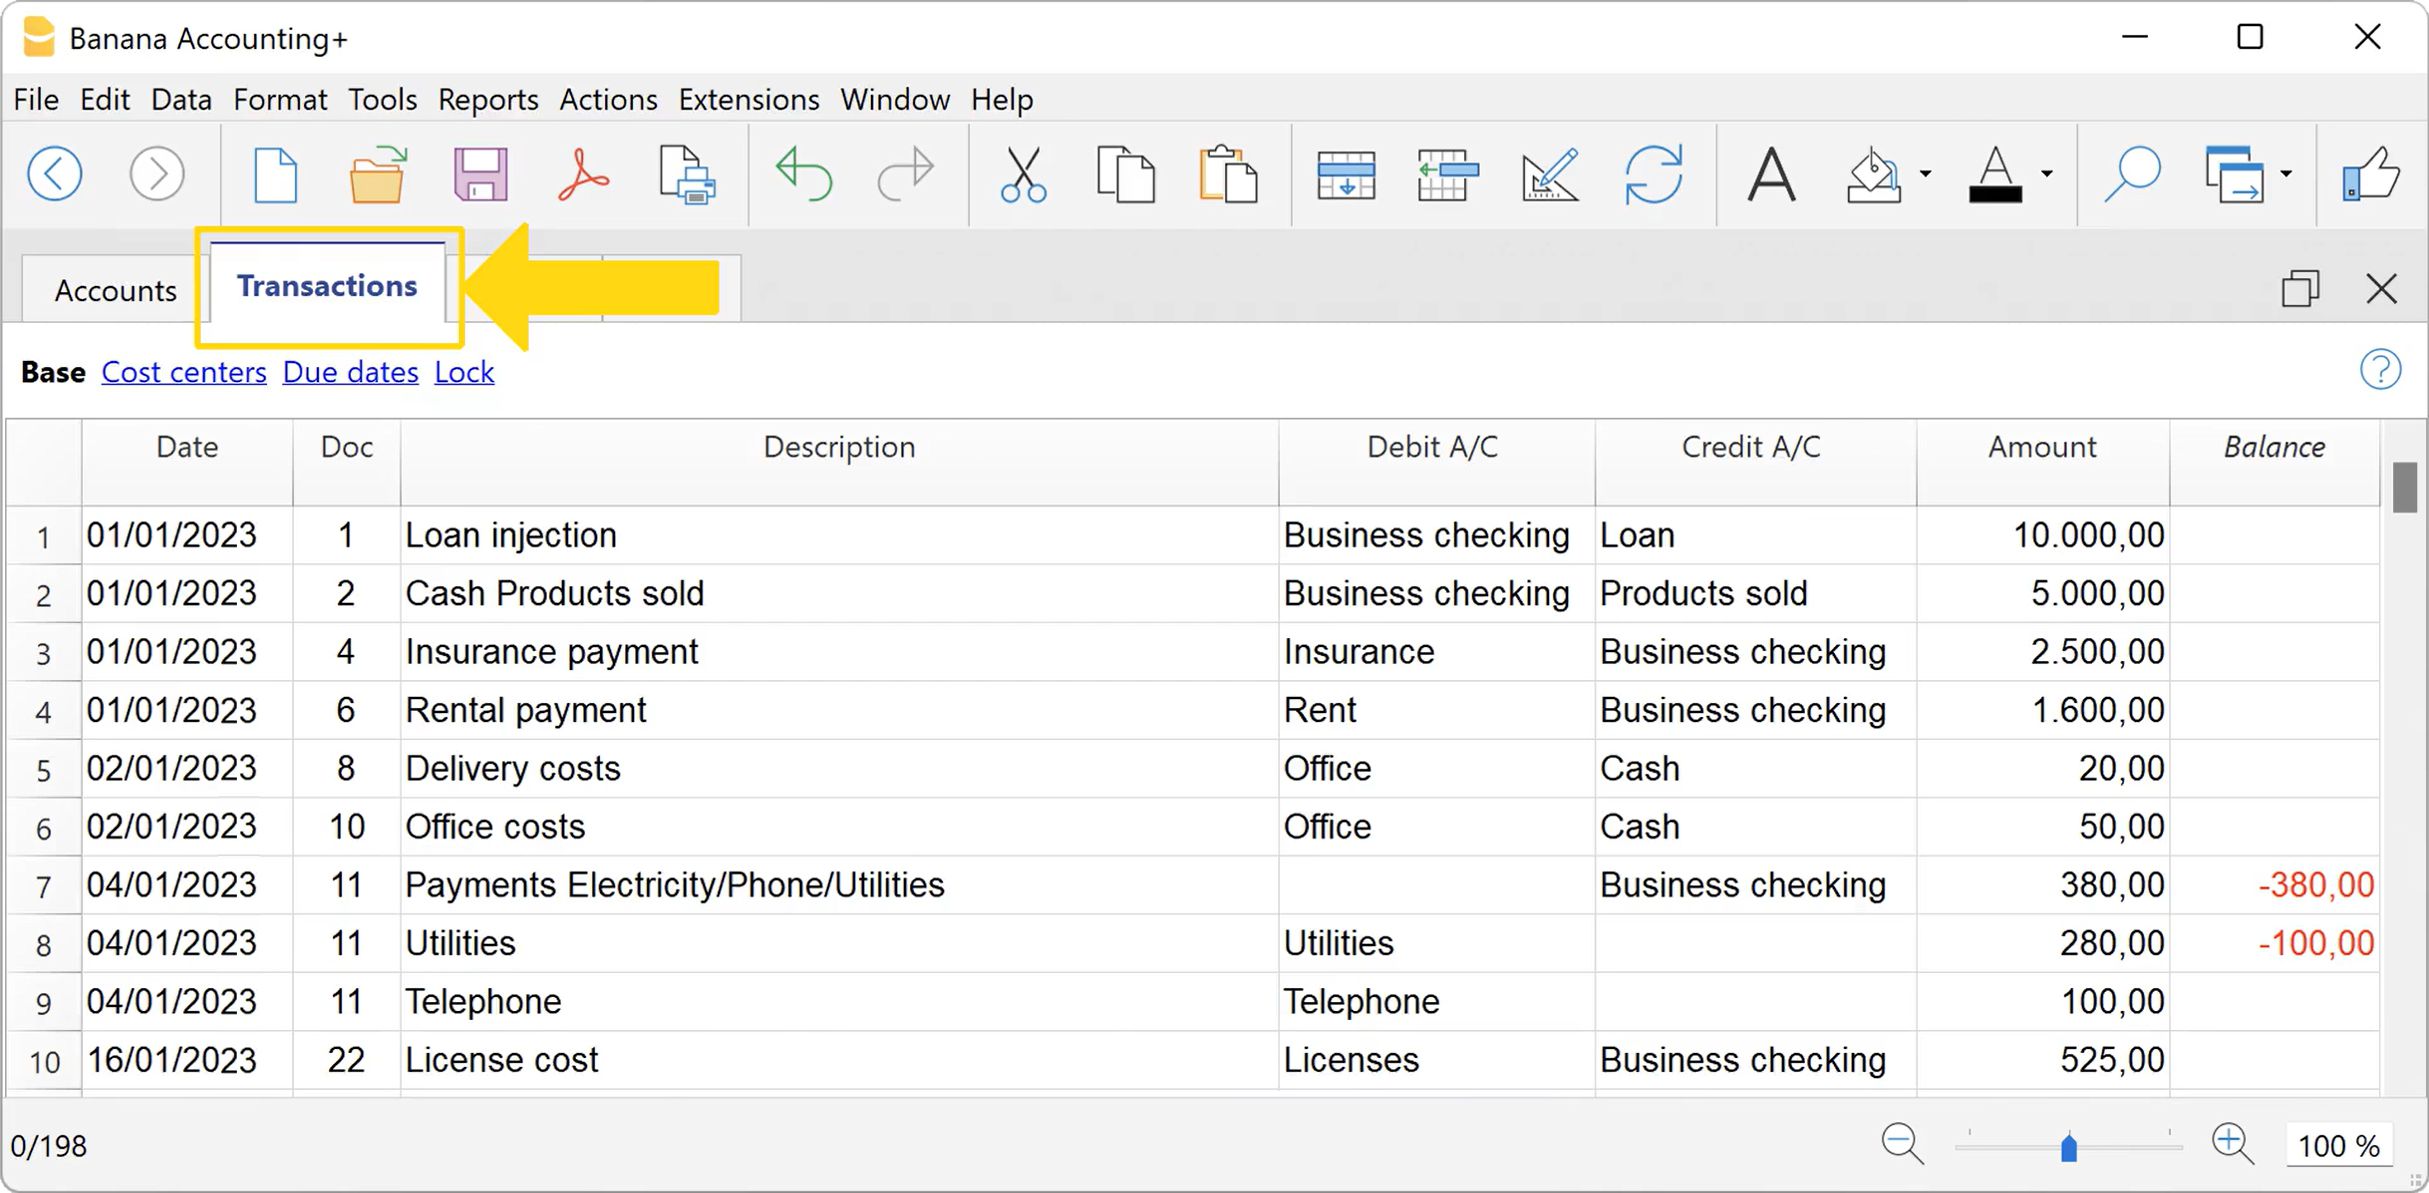 Banana Accounting+
File Edit Data Format Tools Reports Actions Extensions Window Help
Accounts Transactions
Base Cost centers Due dates Lock
Date Doc Description Debit A/C Credit A/C Amount Balance
1 01/01/2023 1 Loan injection Business checking Loan 10.000,00
2 01/01/2023 2 Cash Products sold Business checking Products sold 5.000,00
3 01/01/2023 4 Insurance payment Insurance Business checking 2.500,00
4 01/01/2023 6 Rental payment Rent Business checking 1.600,00
5 02/01/2023 8 Delivery costs Office Cash 20,00
6 02/01/2023 10 Office costs Office Cash 50,00
7 04/01/2023 11 Payments Electricity/Phone/Utilities Business checking 380,00 -380,00
8 04/01/2023 11 Utilities Utilities 280,00 -100,00
9 04/01/2023 11 Telephone Telephone 100,00
10 16/01/2023 22 License cost Licenses Business checking 525,00
0/198 100 %